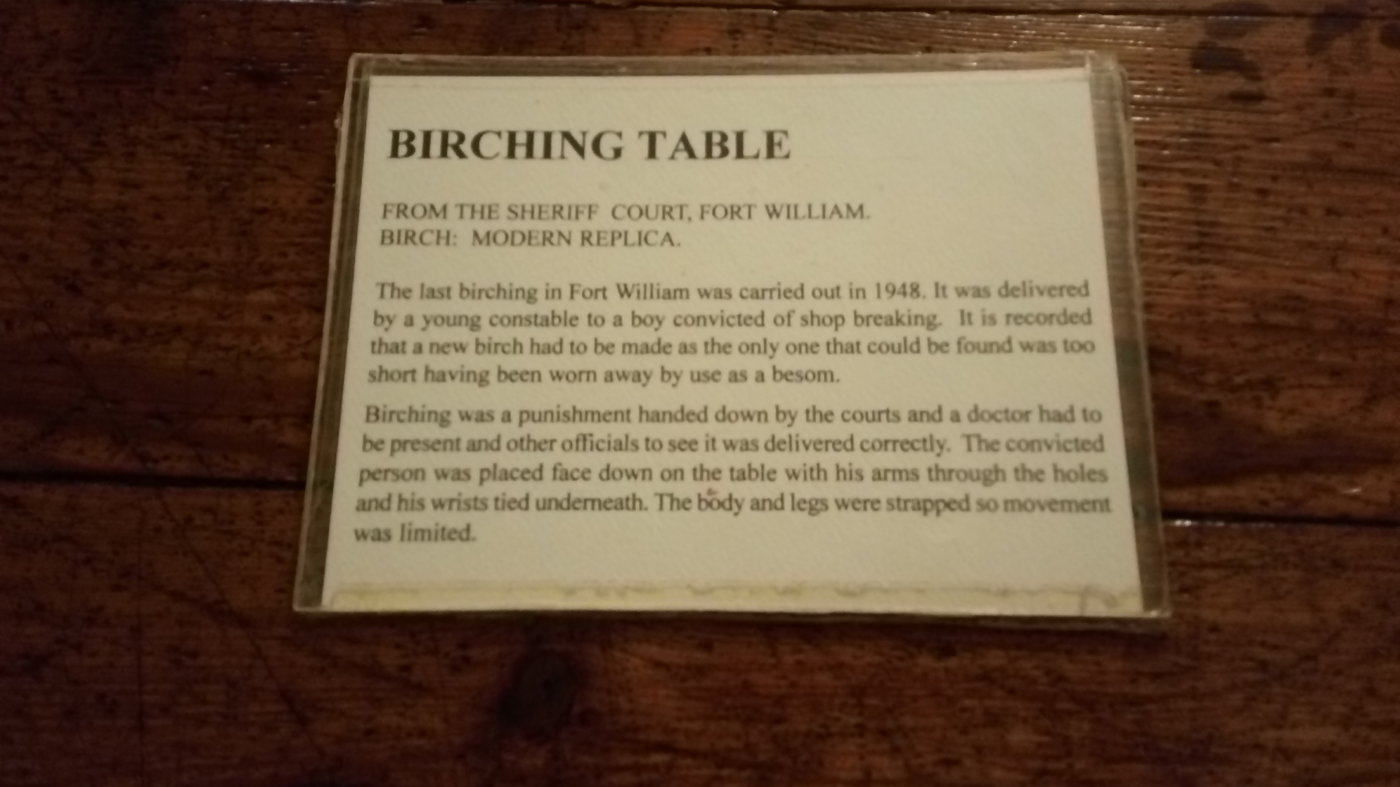 BIRCHING TABLE
FROM THE SHERIFF COURT, FORT WILLIAM.
BIRCH: MODERN REPLICA.
The last birching in Fort William was carried out in 1948. It was delivered
by a young constable to a boy convicted of shop breaking. It is recorded
that a new birch had to be made as the only one that could be found was too
short having been worn away by use as a besom.
Birching was a punishment handed down by the courts and a doctor had to
be present and other officials to see it was delivered correctly. The convicted
person was placed face down on the table with his arms through the holes
and his wrists tied underneath. The body and legs were strapped so movement
was limited.